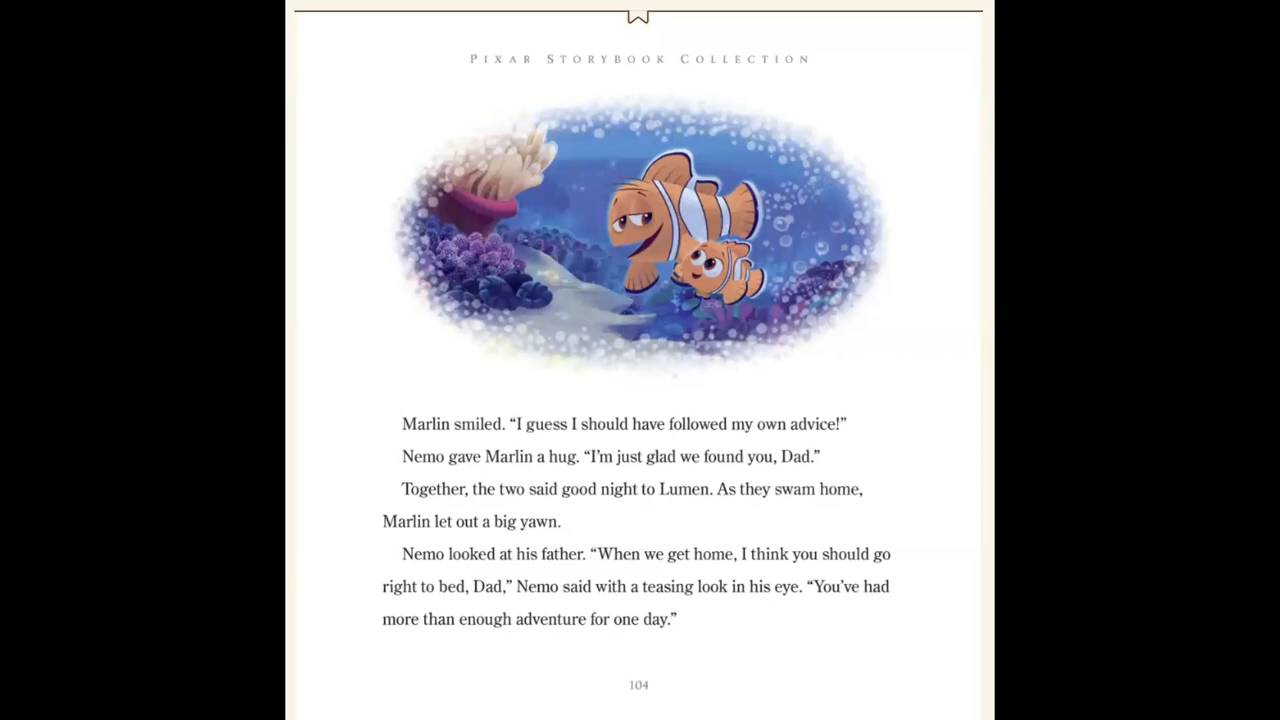 PIXAR STORYBOOK COLLECTION
Marlin smiled. “I guess I should have followed my own advice!”
Nemo gave Marlin a hug. “I’m just glad we found you, Dad.”
Together, the two said good night to Lumen. As they swam home,
Marlin let out a big yawn.
Nemo looked at his father. “When we get home, I think you should go
right to bed, Dad,” Nemo said with a teasing look in his eye. “You’ve had
more than enough adventure for one day.”
104